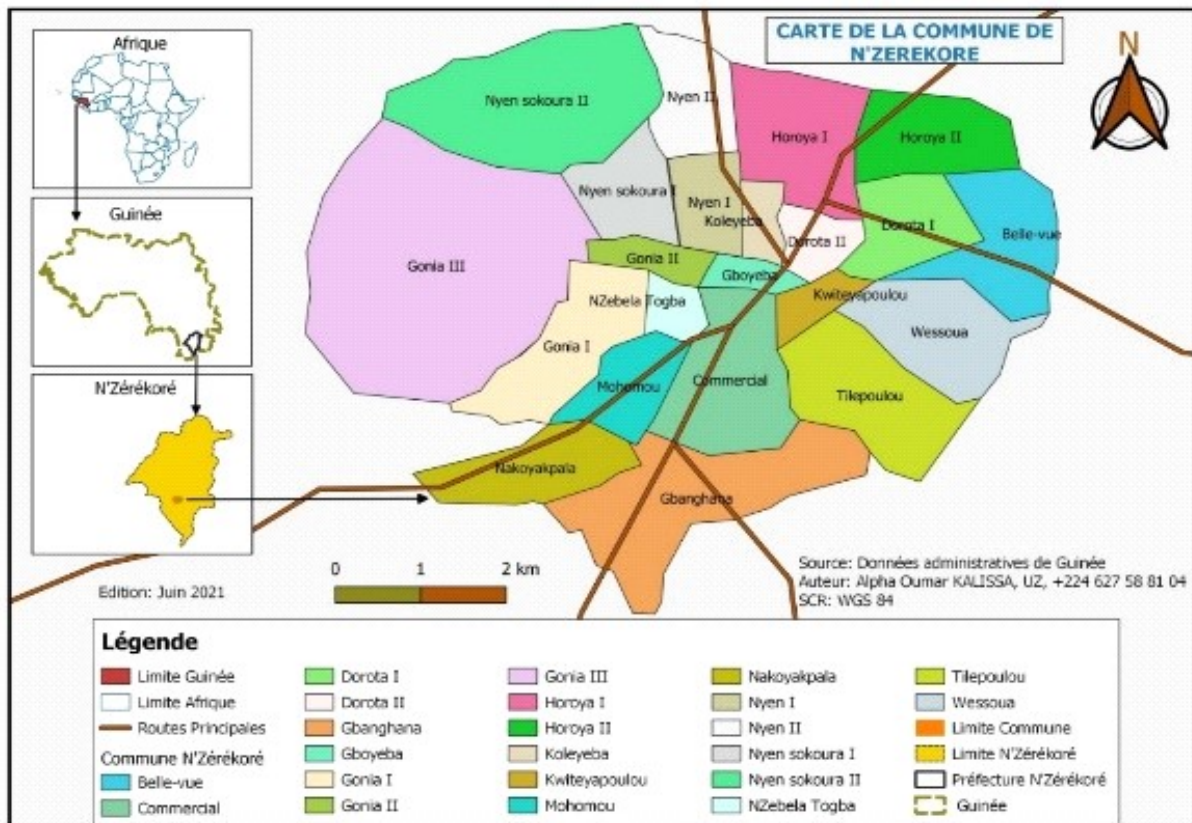 CARTE DE LA COMMUNE DE
N'ZEREKORE
N
Afrique
Guinée
N'Zérékoré
Nyen sokoura II
Nyen II
Horoya I
Horoya II
Nyen sokoura I
Nyen I
Koleyeba
Dorota II
Dorota I
Belle-vue
Gonia III
Gonia II
Gboyeba
Kwiteyapoulou
NZebela Togba
Wessoua
Gonia I
Mohomou
Commercial
Tilepoulou
Nakoyakpala
Gbanghana
0 1 2 km
Edition: Juin 2021
Source: Données administratives de Guinée
Auteur: Alpha Oumar KALISSA, UZ, +224 627 58 81 04
SCR: WGS 84
Légende
Limite Guinée
Limite Afrique
Routes Principales
Commune N'Zérékoré
Belle-vue
Commercial
Dorota I
Dorota II
Gbanghana
Gboyeba
Gonia I
Gonia II
Gonia III
Horoya I
Horoya II
Koleyeba
Kwiteyapoulou
Mohomou
Nakoyakpala
Nyen I
Nyen II
Nyen sokoura I
Nyen sokoura II
NZebela Togba
Tilepoulou
Wessoua
Limite Commune
Limite N'Zérékoré
Préfecture N'Zérékoré
Guinée